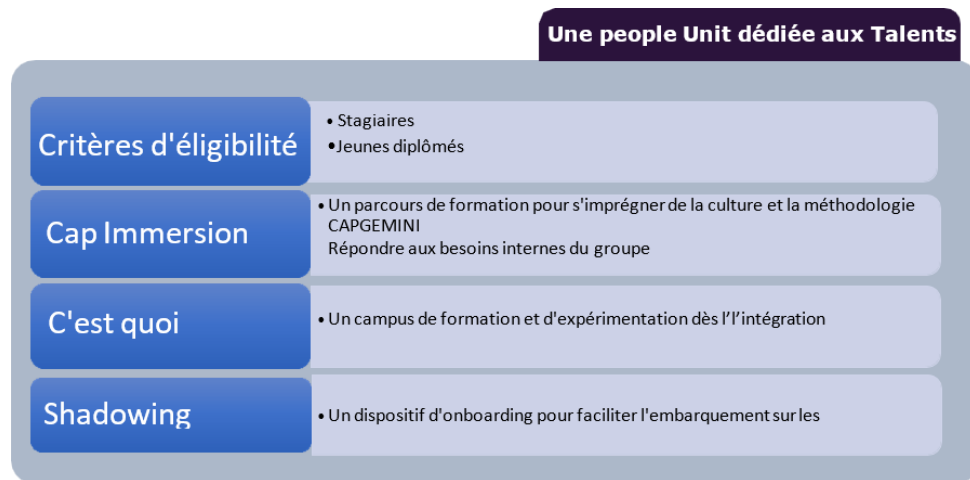 Une people Unit dédiée aux Talents
Critères d'éligibilité
• Stagiaires
•Jeunes diplômés
Cap Immersion
• Un parcours de formation pour s'imprégner de la culture et la méthodologie
CAPGEMINI
Répondre aux besoins internes du groupe
C'est quoi
• Un campus de formation et d'expérimentation dès l’l’intégration
Shadowing
• Un dispositif d'onboarding pour faciliter l'embarquement sur les